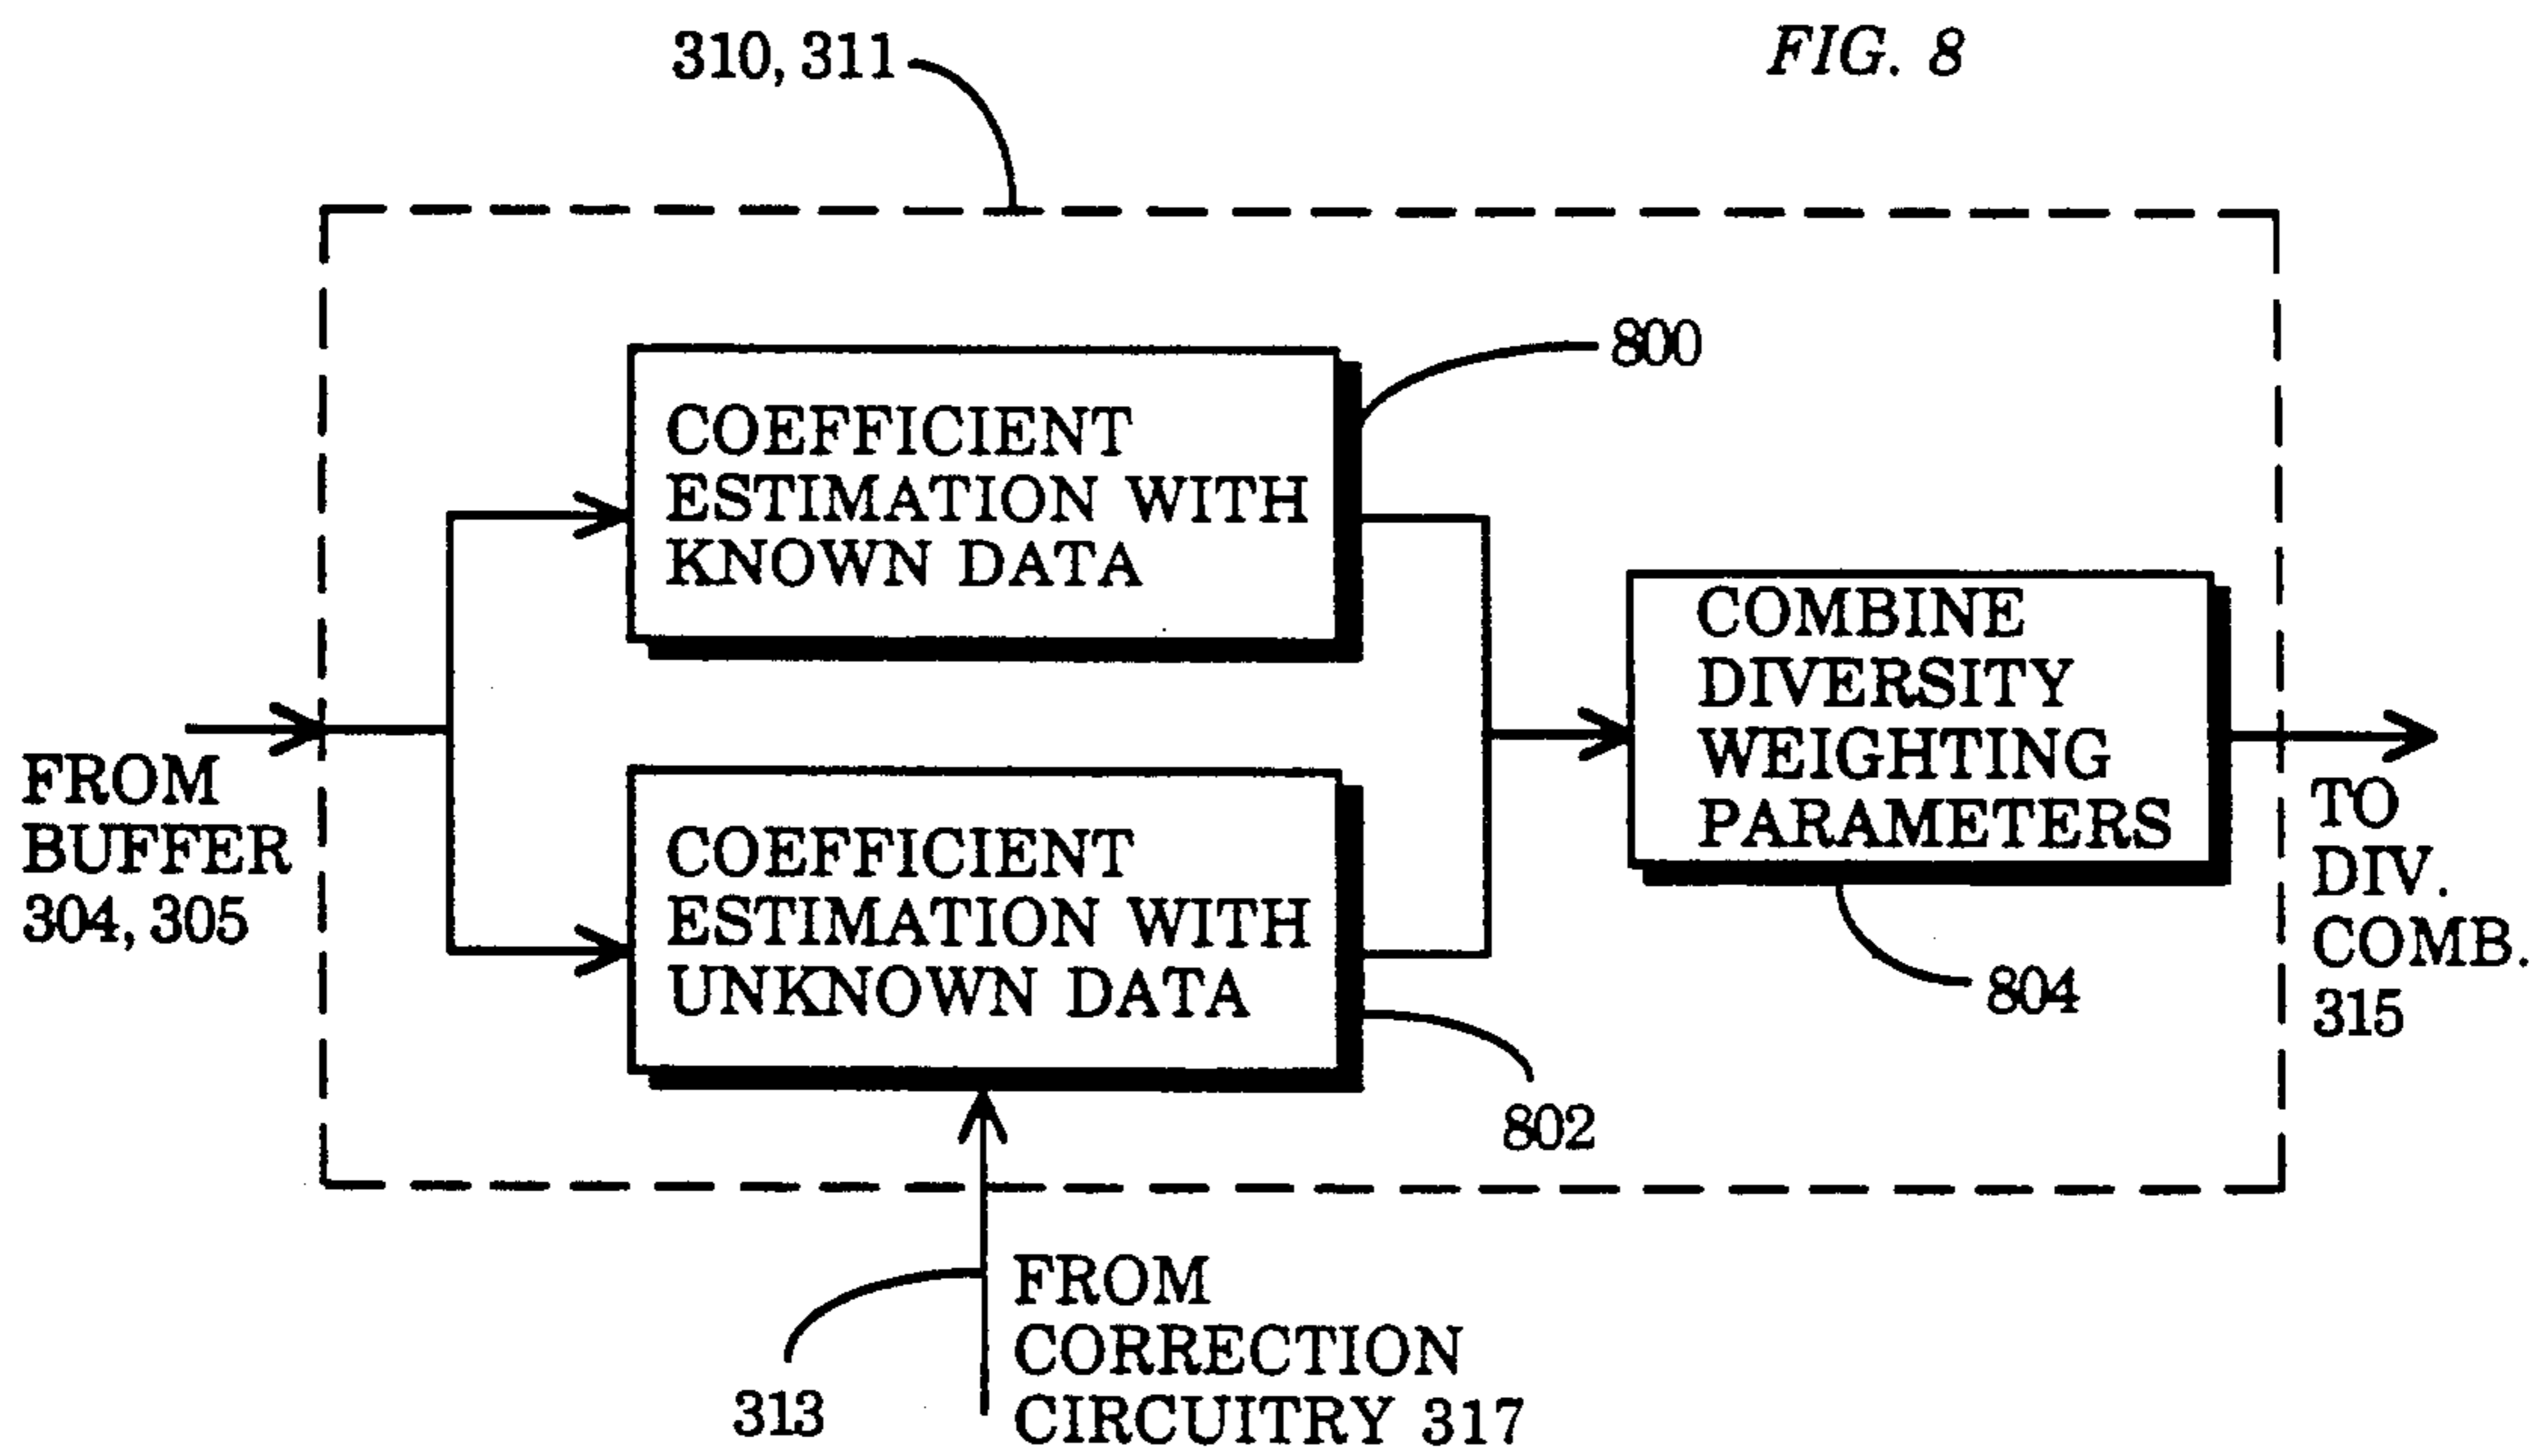 310, 311
FIG. 8
800
COEFFICIENT
ESTIMATION WITH
KNOWN DATA
COMBINE
DIVERSITY
WEIGHTING
PARAMETERS
FROM
BUFFER
304, 305
COEFFICIENT
ESTIMATION WITH
UNKNOWN DATA
TO
DIV.
COMB.
315
804
802
313
FROM
CORRECTION
CIRCUITRY 317